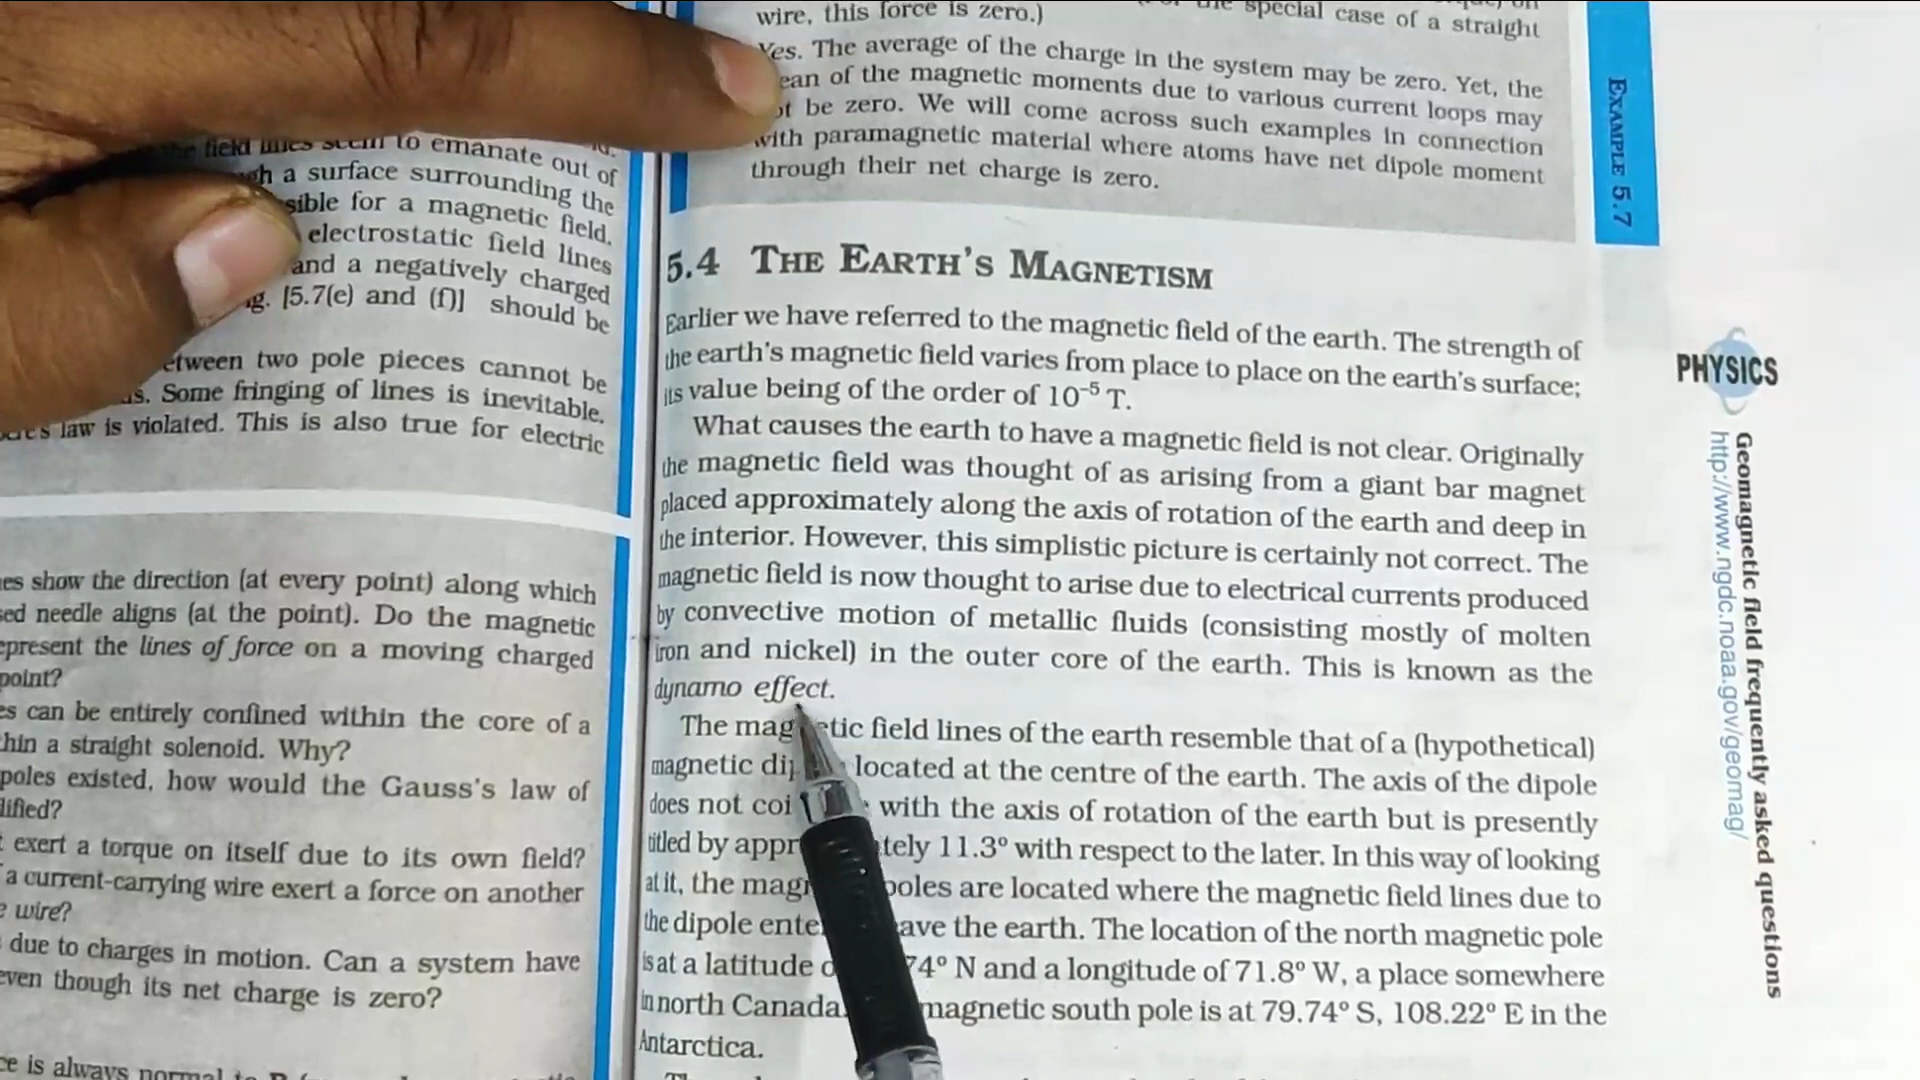 the field lines seem to emanate out of
a surface surrounding the
sible for a magnetic field.
electrostatic field lines
and a negatively charged
[5.7(e) and (f)] should be
etween two pole pieces cannot be
Some fringing of lines is inevitable.
law is violated. This is also true for electric
es show the direction (at every point) along which
sed needle aligns (at the point). Do the magnetic
epresent the lines of force on a moving charged
point?
es can be entirely confined within the core of a
hin a straight solenoid. Why?
poles existed, how would the Gauss's law of
lified?
t exert a torque on itself due to its own field?
a current-carrying wire exert a force on another
e wire?
due to charges in motion. Can a system have
even though its net charge is zero?
ce is always normal to B
the special case of a straight
wire, this force is zero.)
Yes. The average of the charge in the system may be zero. Yet, the
ean of the magnetic moments due to various current loops may
ot be zero. We will come across such examples in connection
with paramagnetic material where atoms have net dipole moment
through their net charge is zero.
EXAMPLE 5.7
5.4 THE EARTH'S MAGNETISM
Earlier we have referred to the magnetic field of the earth. The strength of
the earth's magnetic field varies from place to place on the earth's surface;
its value being of the order of 10⁻⁵ T.
What causes the earth to have a magnetic field is not clear. Originally
the magnetic field was thought of as arising from a giant bar magnet
placed approximately along the axis of rotation of the earth and deep in
the interior. However, this simplistic picture is certainly not correct. The
magnetic field is now thought to arise due to electrical currents produced
by convective motion of metallic fluids (consisting mostly of molten
iron and nickel) in the outer core of the earth. This is known as the
dynamo effect.
The mag tic field lines of the earth resemble that of a (hypothetical)
magnetic dip located at the centre of the earth. The axis of the dipole
does not coi with the axis of rotation of the earth but is presently
titled by appr tely 11.3° with respect to the later. In this way of looking
at it, the mag poles are located where the magnetic field lines due to
the dipole ente ave the earth. The location of the north magnetic pole
is at a latitude o 74° N and a longitude of 71.8° W, a place somewhere
in north Canada. magnetic south pole is at 79.74° S, 108.22° E in the
Antarctica.
PHYSICS
Geomagnetic field frequently asked questions
http://www.ngdc.noaa.gov/geomag/